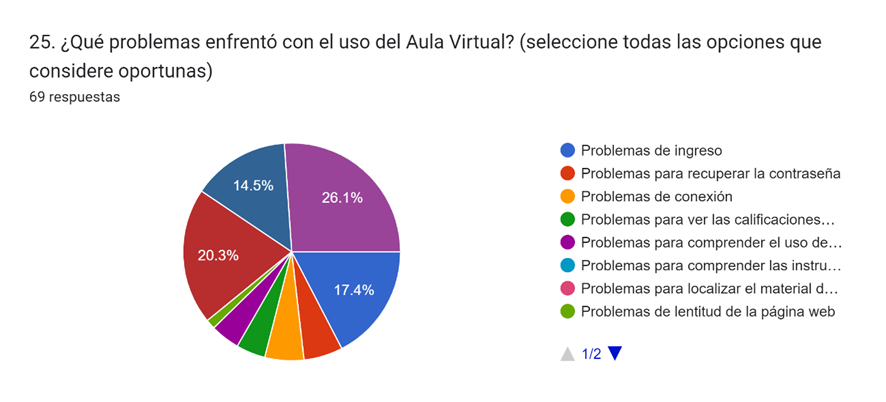 25. ¿Qué problemas enfrentó con el uso del Aula Virtual? (seleccione todas las opciones que
considere oportunas)
69 respuestas
14.5%
26.1%
20.3%
17.4%
Problemas de ingreso
Problemas para recuperar la contraseña
Problemas de conexión
Problemas para ver las calificaciones…
Problemas para comprender el uso de…
Problemas para comprender las instru…
Problemas para localizar el material d…
Problemas de lentitud de la página web
1/2